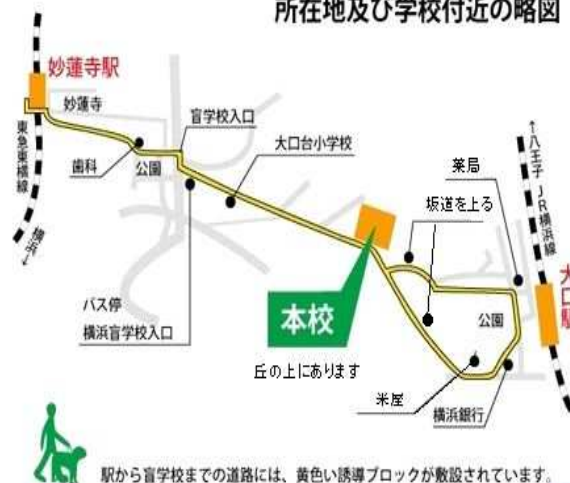 所在地及び学校付近の略図
妙蓮寺駅
妙蓮寺
盲学校入口
東急東横線
歯科
公園
大口台小学校
↑八王子 JR横浜線
薬局
坂道を上る
横浜↓
大口駅
バス停
横浜盲学校入口
本校
公園
丘の上にあります
米屋
横浜銀行
駅から盲学校までの道路には、黄色い誘導ブロックが敷設されています。